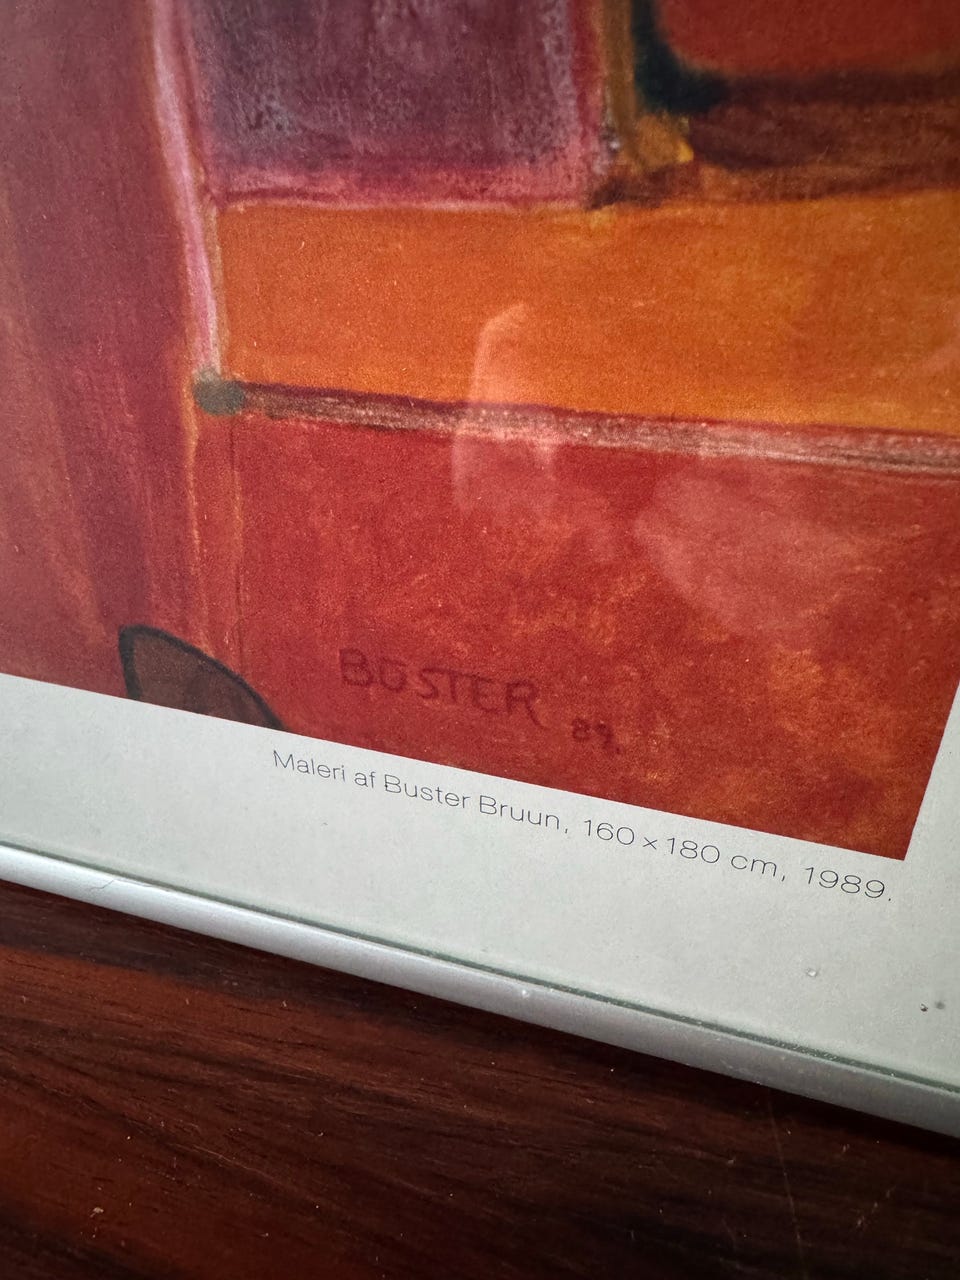 BUSTER 89.
Maleri af Buster Bruun, 160 × 180 cm, 1989.